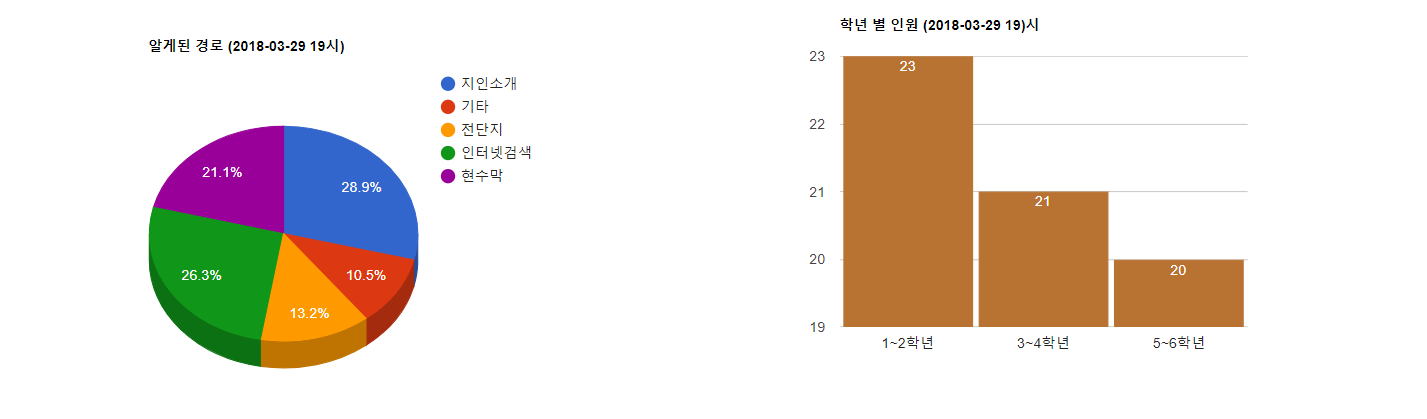 알게된 경로 (2018-03-29 19시)
지인소개
기타
전단지
인터넷검색
현수막
21.1%
28.9%
26.3%
10.5%
13.2%
학년 별 인원 (2018-03-29 19)시
23
22
21
20
19
23
21
20
1~2학년
3~4학년
5~6학년